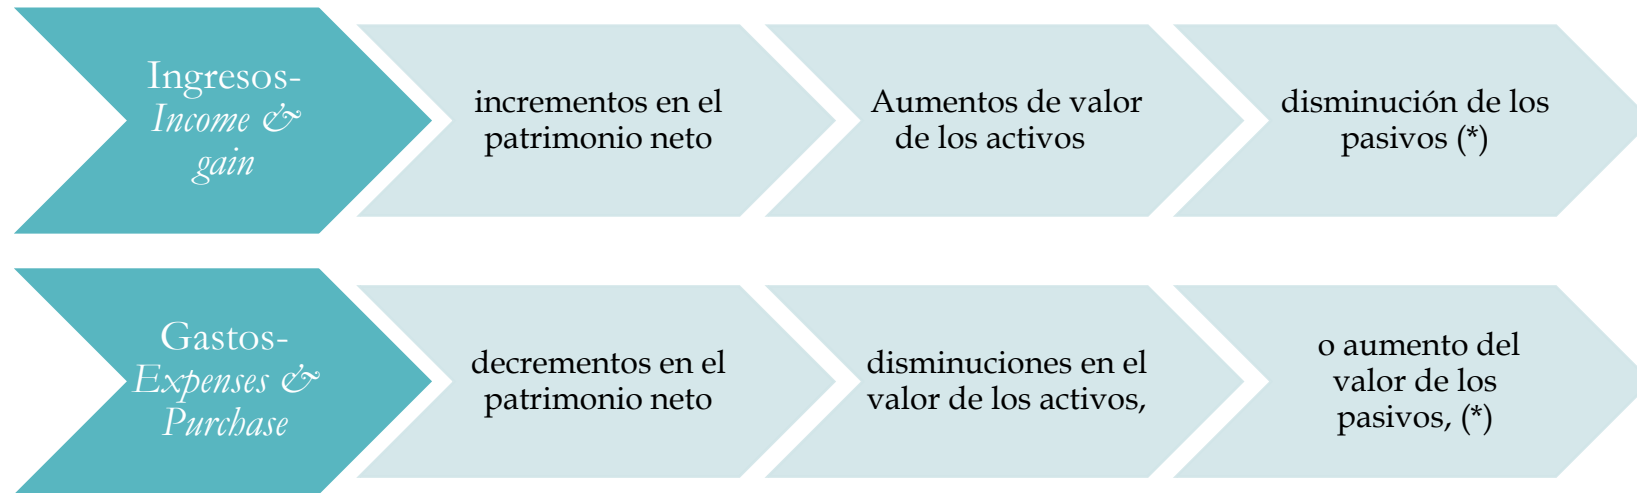 Ingresos-
Income &
gain
incrementos en el
patrimonio neto
Aumentos de valor
de los activos
disminución de los
pasivos (*)
Gastos-
Expenses &
Purchase
decrementos en el
patrimonio neto
disminuciones en el
valor de los activos,
o aumento del
valor de los
pasivos, (*)